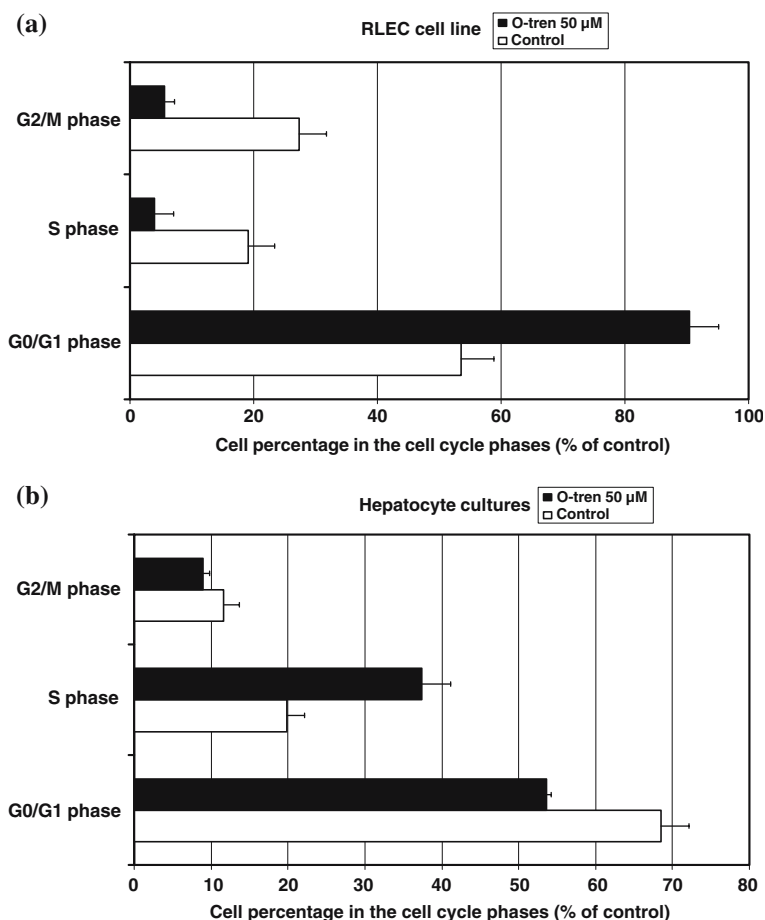 (a)
RLEC cell line
O-tren 50 µM
Control
G2/M phase
S phase
G0/G1 phase
0 20 40 60 80 100
Cell percentage in the cell cycle phases (% of control)
(b)
Hepatocyte cultures
O-tren 50 µM
Control
G2/M phase
S phase
G0/G1 phase
0 10 20 30 40 50 60 70 80
Cell percentage in the cell cycle phases (% of control)